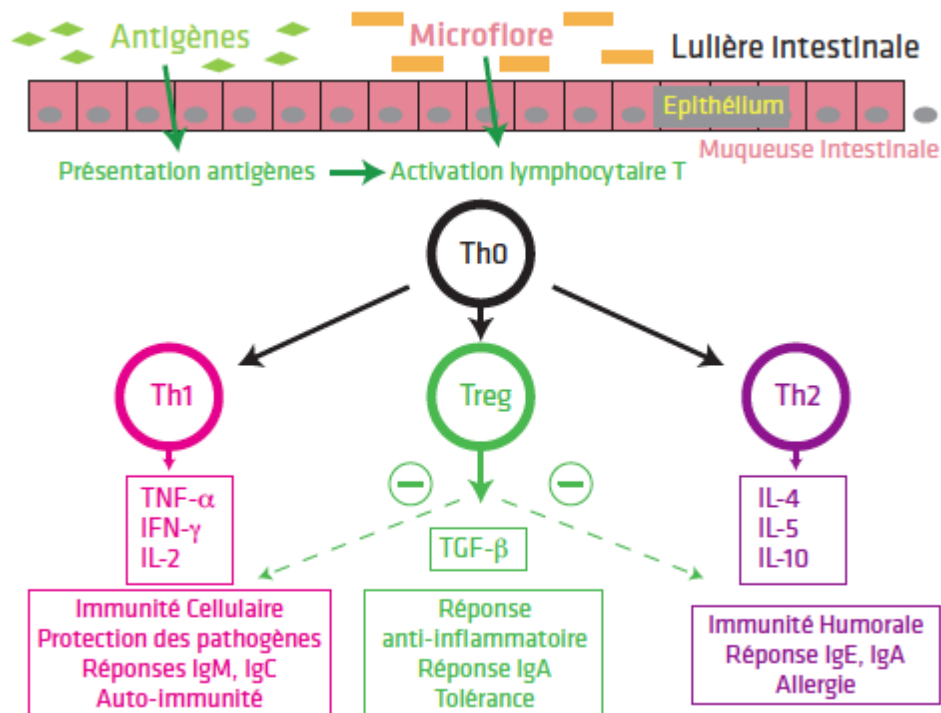 Antigènes
Microflore
Lulière Intestinale
Epithélium
Muqueuse Intestinale
Présentation antigènes
Activation lymphocytaire T
Th0
Th1
Treg
Th2
TNF-α
IFN-γ
IL-2
TGF-β
IL-4
IL-5
IL-10
Immunité Cellulaire
Protection des pathogènes
Réponses IgM, IgC
Auto-immunité
Réponse
anti-inflammatoire
Réponse IgA
Tolérance
Immunité Humorale
Réponse IgE, IgA
Allergie